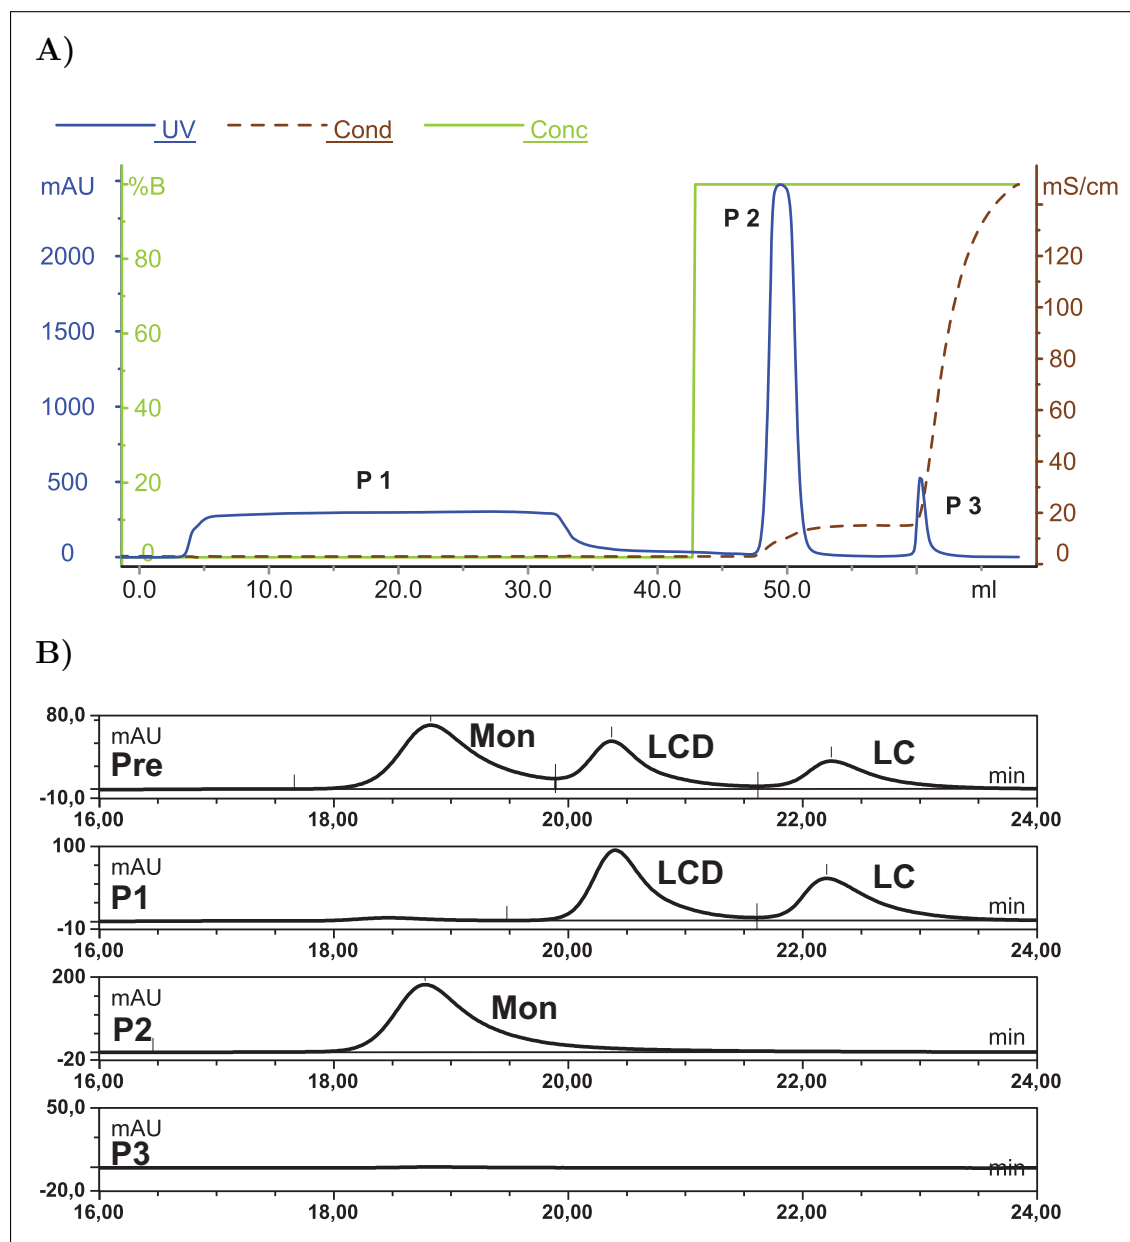 A)
UV Cond Conc
mAU %B mS/cm
P 2
2000 80 120
100
60
1500
80
1000 40 60
P 1
500 20 40
P 3
20
0 0 0
0.0 10.0 20.0 30.0 40.0 50.0 ml
B)
80,0
mAU Mon LCD LC
Pre min
-10,0
16,00 18,00 20,00 22,00 24,00
100
mAU LCD LC
P1 min
-10
16,00 18,00 20,00 22,00 24,00
200
mAU Mon
P2 min
-20
16,00 18,00 20,00 22,00 24,00
50,0
mAU
P3 min
-20,0
16,00 18,00 20,00 22,00 24,00